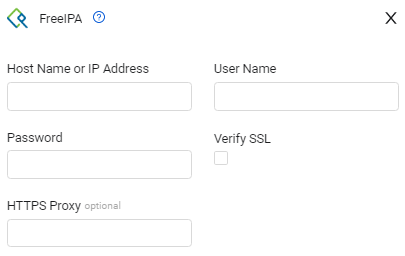 FreeIPA ?
X
Host Name or IP Address
User Name
Password
Verify SSL
HTTPS Proxy optional